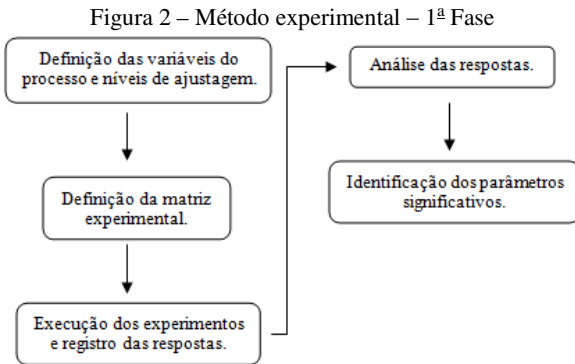 Figura 2 – Método experimental – 1ª Fase
Definição das variáveis do
processo e níveis de ajustagem.
Definição da matriz
experimental.
Execução dos experimentos
e registro das respostas.
Análise das respostas.
Identificação dos parâmetros
significativos.